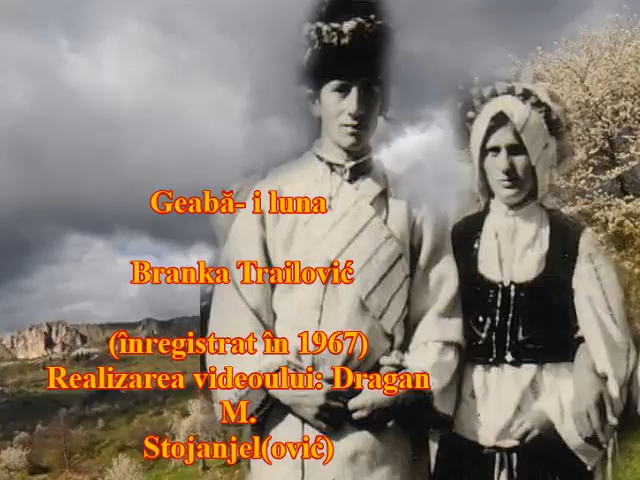 Geabă- i luna
Branka Trailović
(înregistrat în 1967)
Realizarea videoului: Dragan
M.
Stojanjel(ović)